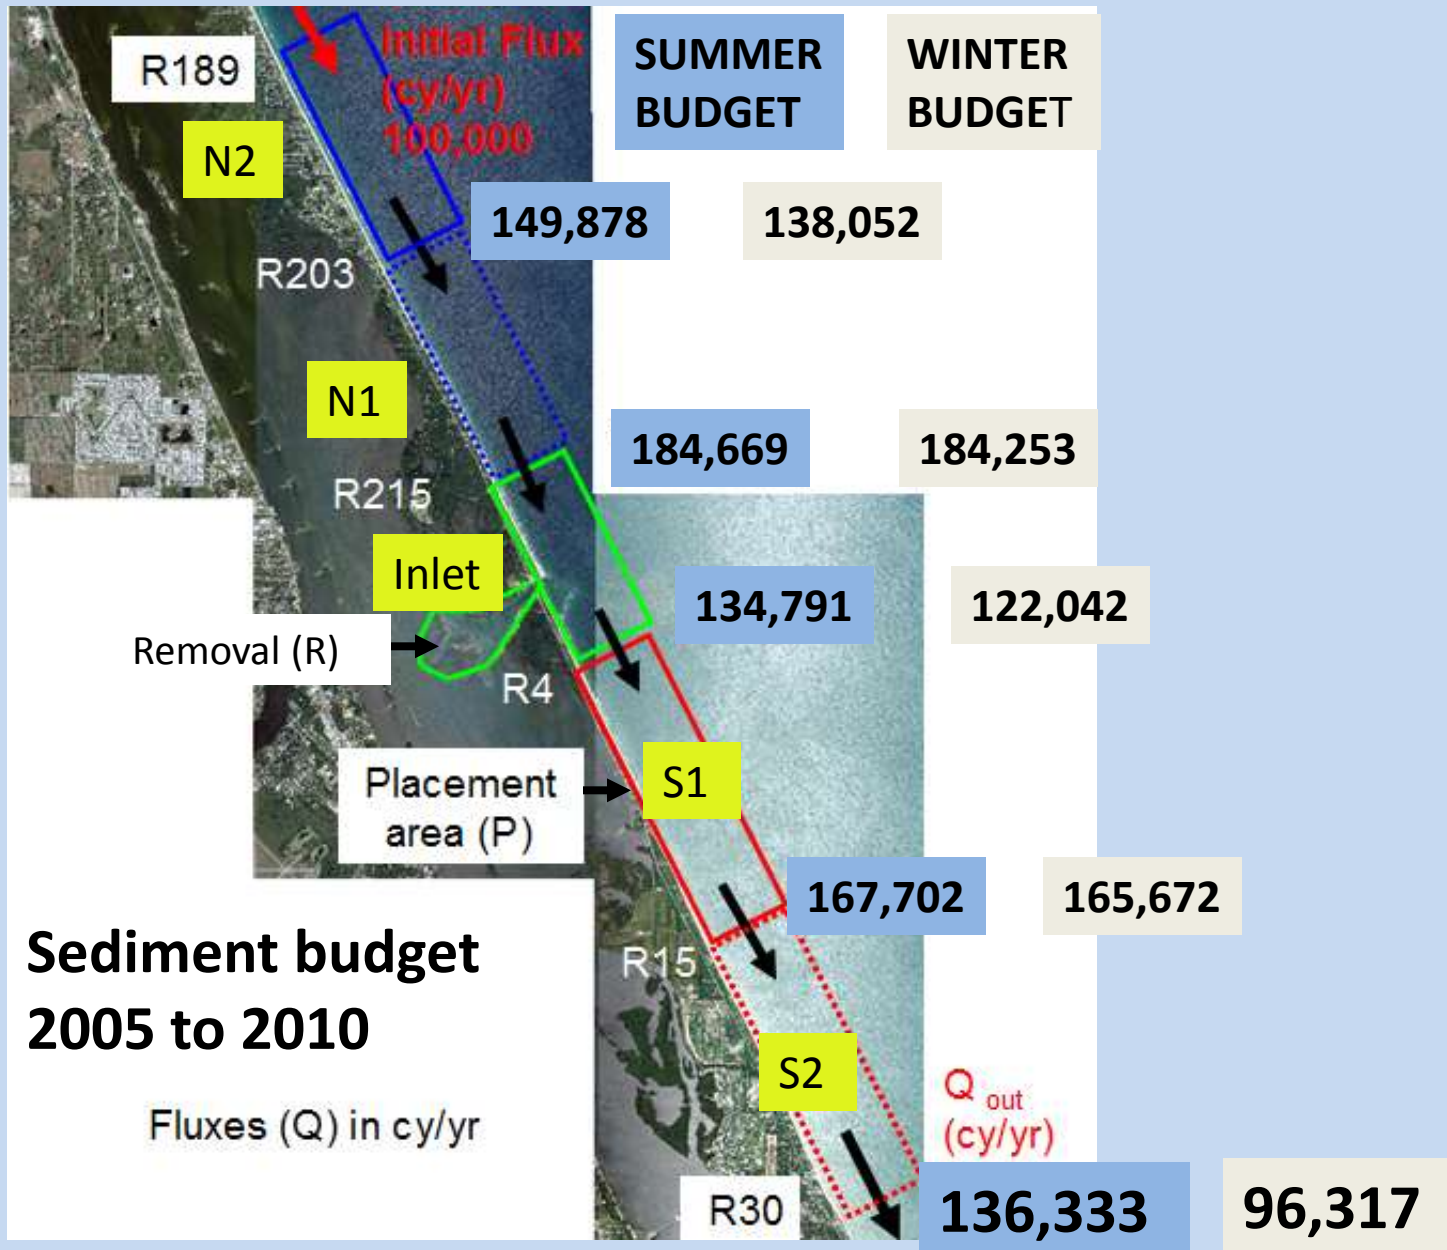 Initial Flux
(cy/yr)
100,000
SUMMER
BUDGET
WINTER
BUDGET
R189
N2
149,878
138,052
R203
N1
184,669
184,253
R215
Inlet
134,791
122,042
Removal (R)
R4
S1
Placement
area (P)
167,702
165,672
R15
Sediment budget
2005 to 2010
S2
Fluxes (Q) in cy/yr
Q out
(cy/yr)
R30
136,333
96,317